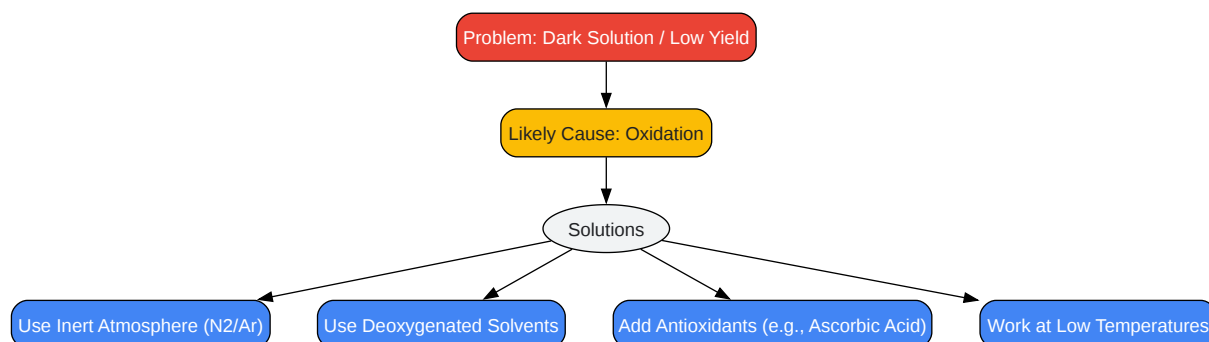 Problem: Dark Solution / Low Yield
Likely Cause: Oxidation
Solutions
Use Inert Atmosphere (N2/Ar)
Use Deoxygenated Solvents
Add Antioxidants (e.g., Ascorbic Acid)
Work at Low Temperatures